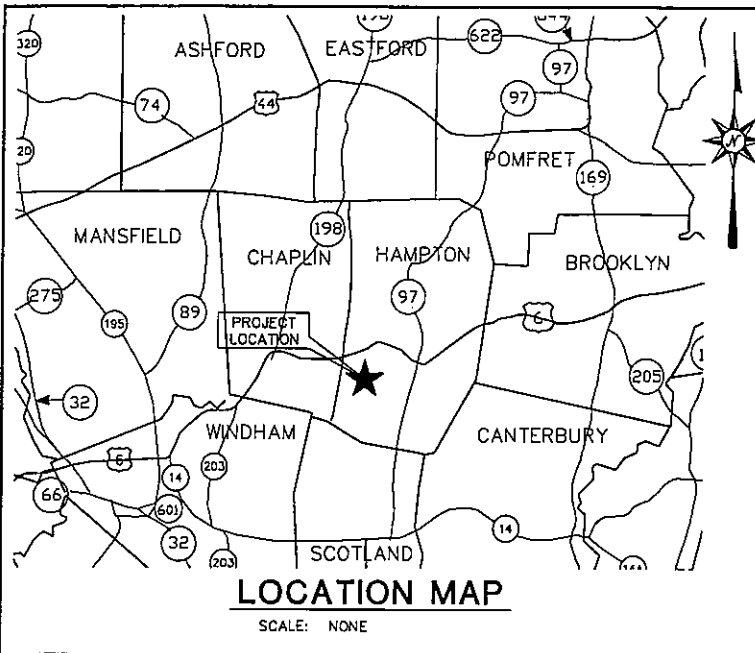 198
644
320
ASHFORD
EASTFORD
622
97
74
44
97
20
POMFRET
169
N
MANSFIELD
198
CHAPLIN
HAMPTON
BROOKLYN
275
195
89
97
PROJECT
LOCATION
6
32
205
WINDHAM
CANTERBURY
6
203
14
66
601
32
14
203
SCOTLAND
LOCATION MAP
SCALE: NONE